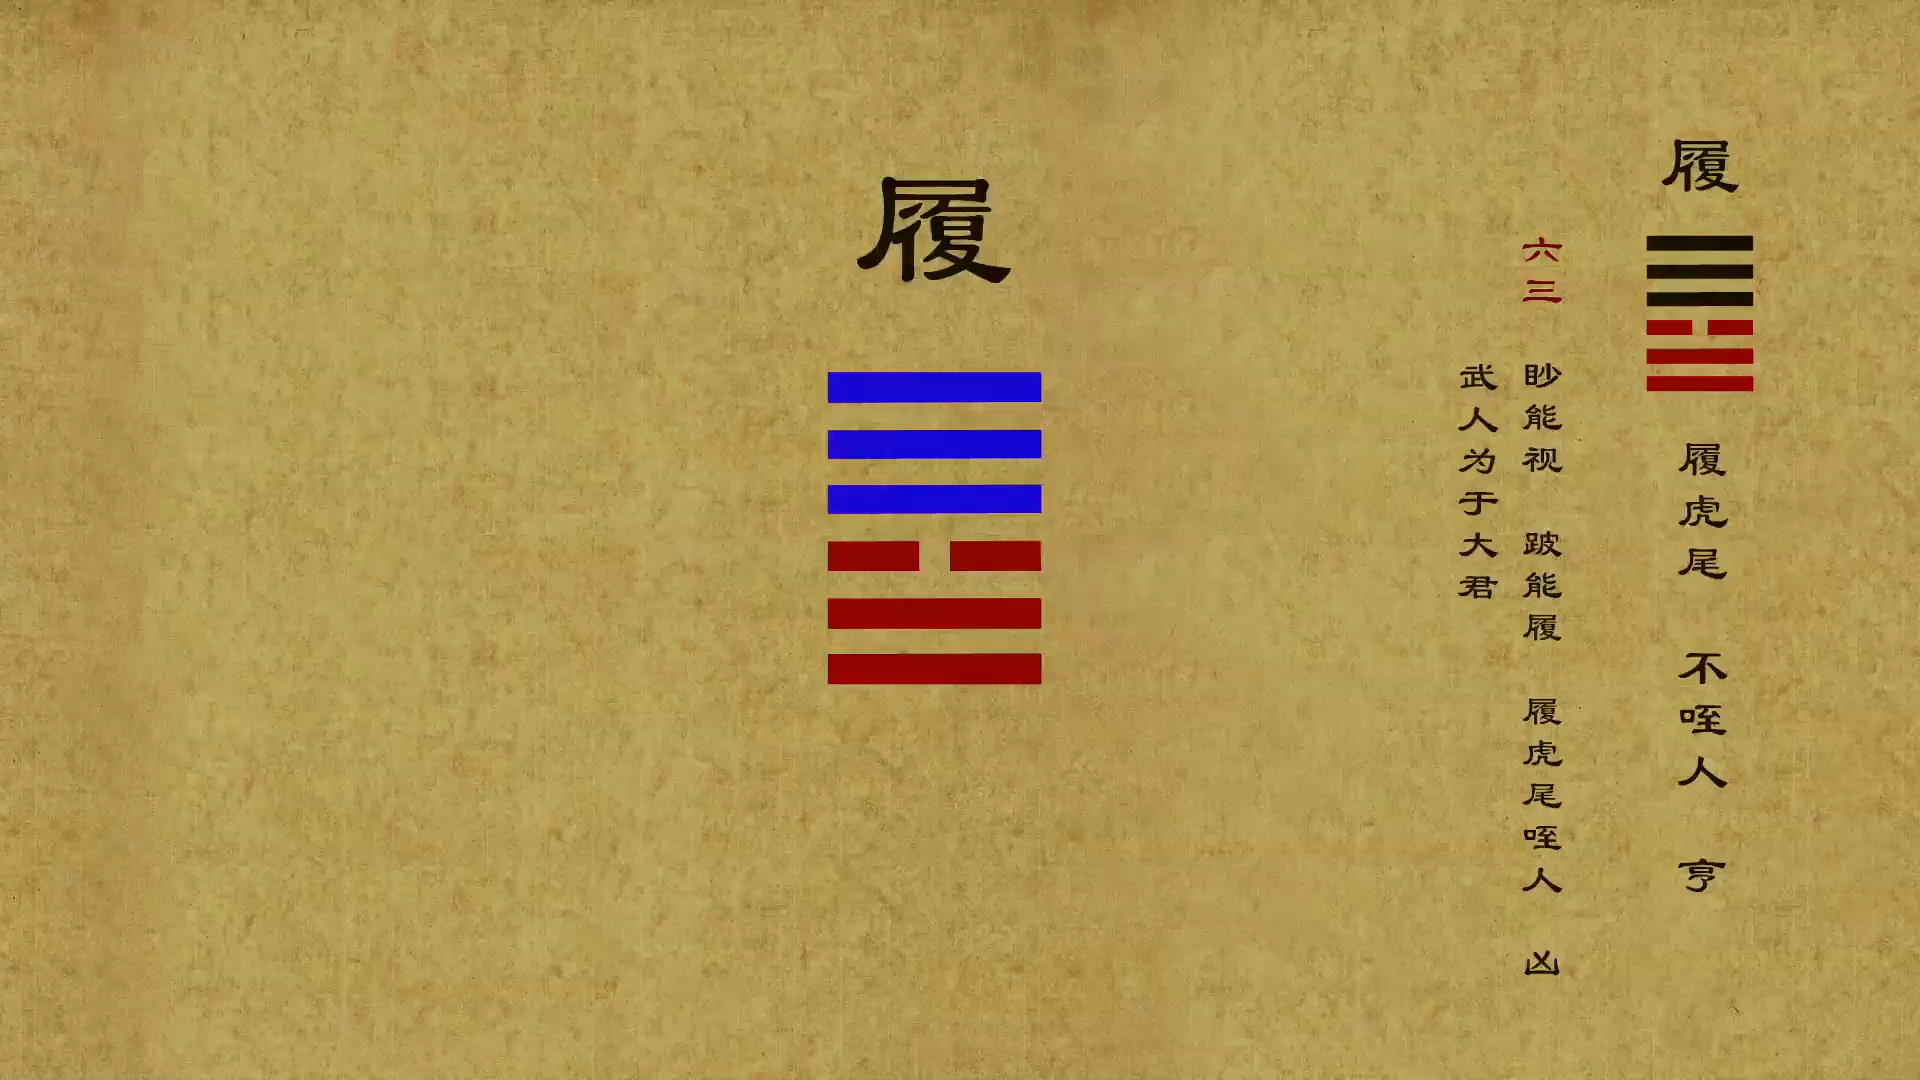 履
履
履虎尾 不咥人 亨
六三 眇能视 跛能履 履虎尾咥人 凶
武人为于大君